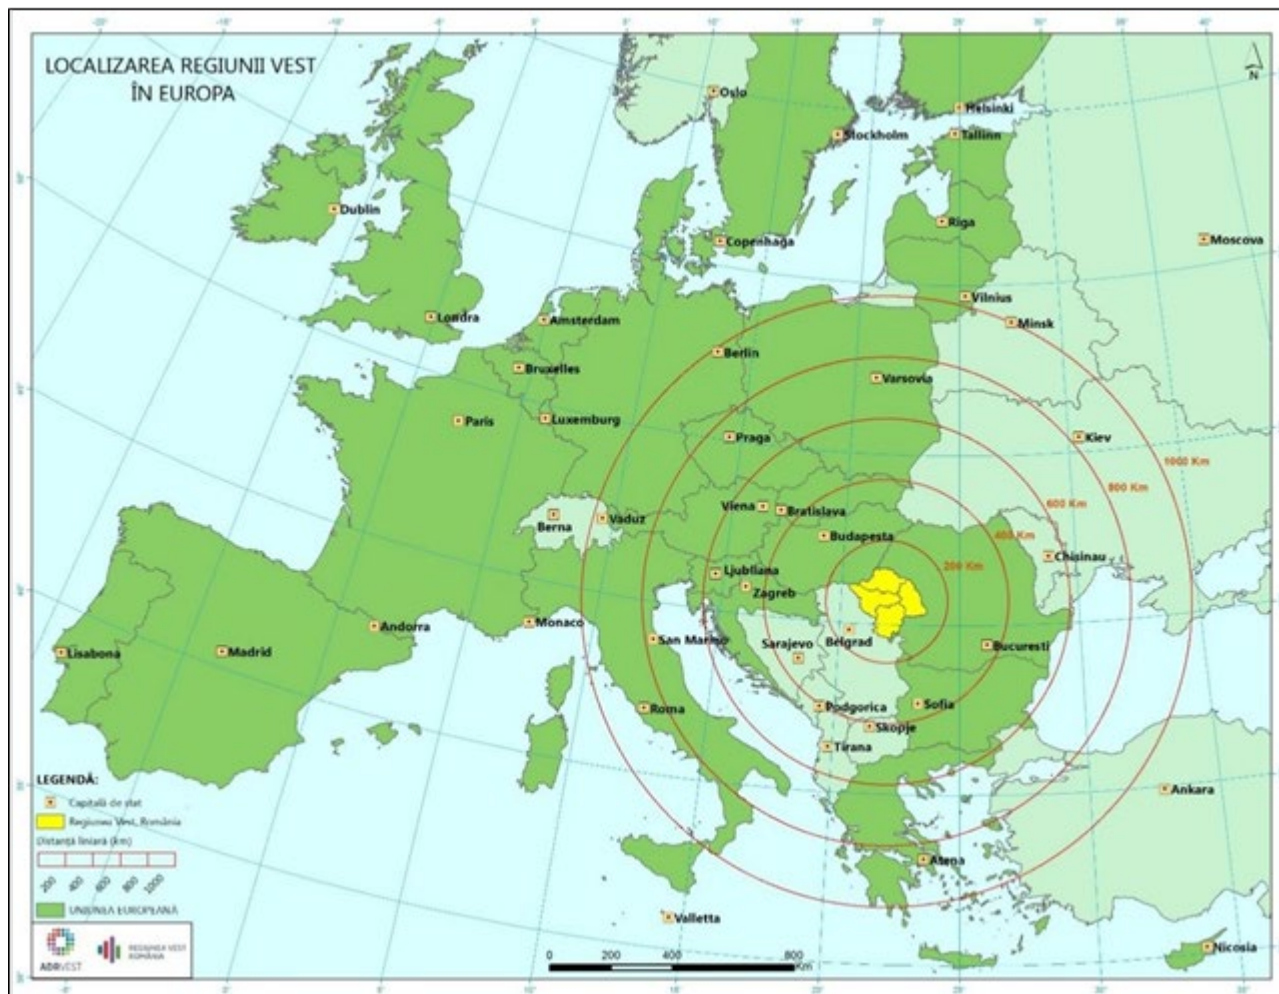 LOCALIZAREA REGIUNII VEST
ÎN EUROPA
N
Oslo
Helsinki
Stockholm
Tallinn
Dublin
Riga
Copenhaga
Moscova
Vilnius
Londra
Amsterdam
Minsk
Berlin
Bruxelles
Varsovia
Paris
Luxemburg
Praga
Kiev
1000 Km
800 Km
600 Km
Viena
Bratislava
Berna
Vaduz
Budapesta
400 Km
Chisinau
200 Km
Ljubliana
Zagreb
Monaco
Andorra
San Marino
Sarajevo
Belgrad
Bucuresti
Lisabona
Madrid
Roma
Podgorica
Sofia
Skopje
Tirana
Ankara
Atena
Valletta
Nicosia
LEGENDĂ:
Capitală de stat
Regiunea Vest, România
Distanță liniară (km)
200 400 600 800 1000
UNIUNEA EUROPEANĂ
ADRVEST
REGIUNEA VEST
ROMÂNIA
0 200 400 800
Km